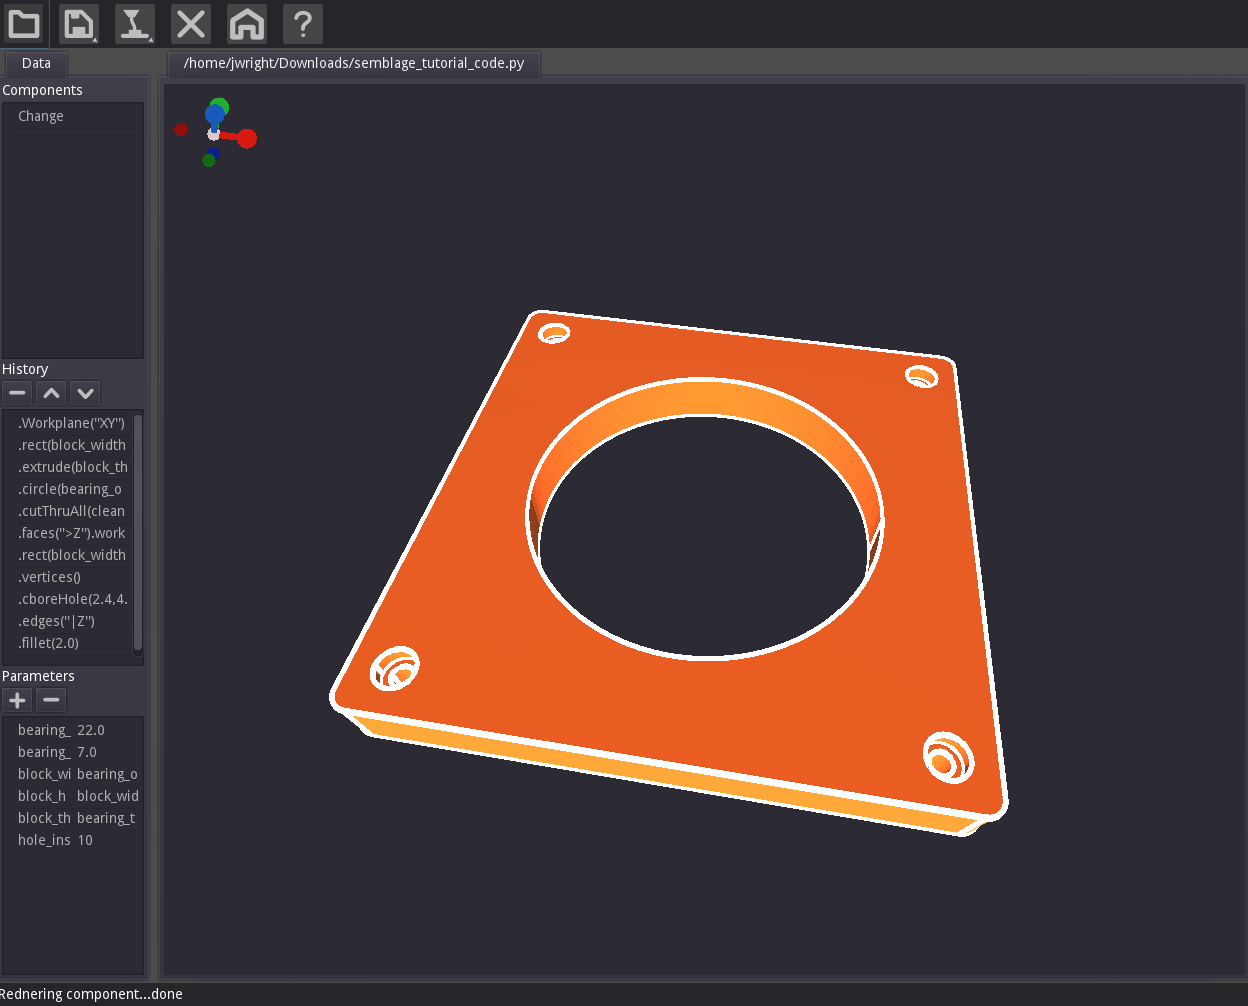 ?
Data
/home/jwright/Downloads/semblage_tutorial_code.py
Components
Change
History
.Workplane("XY")
.rect(block_width
.extrude(block_th
.circle(bearing_o
.cutThruAll(clean
.faces(">Z").work
.rect(block_width
.vertices()
.cboreHole(2.4,4.
.edges("|Z")
.fillet(2.0)
Parameters
bearing_ 22.0
bearing_ 7.0
block_wi bearing_o
block_h block_wid
block_th bearing_t
hole_ins 10
Rednering component...done